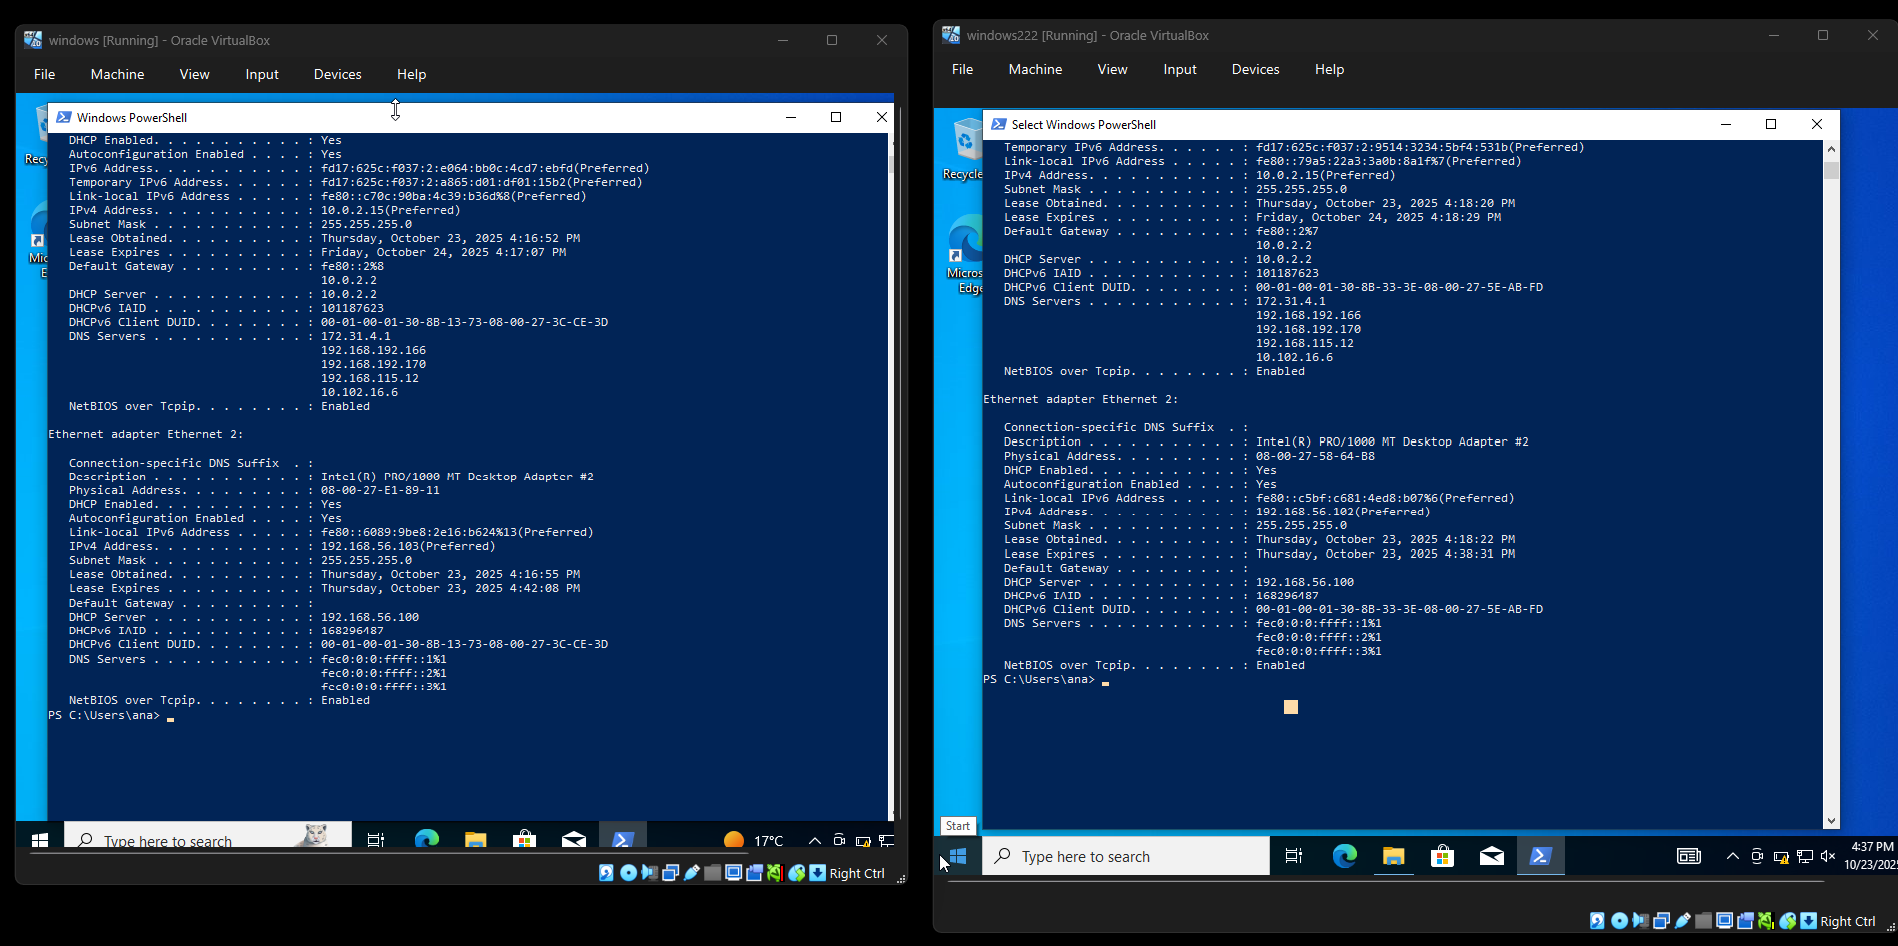 windows [Running] - Oracle VirtualBox
File Machine View Input Devices Help
Windows PowerShell
DHCP Enabled. . . . . . . . . . . : Yes
Autoconfiguration Enabled . . . . : Yes
IPv6 Address. . . . . . . . . . . : fd17:625c:f037:2:e064:bb0c:4cd7:ebfd(Preferred)
Temporary IPv6 Address. . . . . . : fd17:625c:f037:2:a865:d01:df01:15b2(Preferred)
Link-local IPv6 Address . . . . . : fe80::c70c:90ba:4c39:b36d%8(Preferred)
IPv4 Address. . . . . . . . . . . : 10.0.2.15(Preferred)
Subnet Mask . . . . . . . . . . . : 255.255.255.0
Lease Obtained. . . . . . . . . . : Thursday, October 23, 2025 4:16:52 PM
Lease Expires . . . . . . . . . . : Friday, October 24, 2025 4:17:07 PM
Default Gateway . . . . . . . . . : fe80::2%8
10.0.2.2
DHCP Server . . . . . . . . . . . : 10.0.2.2
DHCPv6 IAID . . . . . . . . . . . : 101187623
DHCPv6 Client DUID. . . . . . . . : 00-01-00-01-30-8B-13-73-08-00-27-3C-CE-3D
DNS Servers . . . . . . . . . . . : 172.31.4.1
192.168.192.166
192.168.192.170
192.168.115.12
10.102.16.6
NetBIOS over Tcpip. . . . . . . . : Enabled
Ethernet adapter Ethernet 2:
Connection-specific DNS Suffix . :
Description . . . . . . . . . . . : Intel(R) PRO/1000 MT Desktop Adapter #2
Physical Address. . . . . . . . . : 08-00-27-E1-89-11
DHCP Enabled. . . . . . . . . . . : Yes
Autoconfiguration Enabled . . . . : Yes
Link-local IPv6 Address . . . . . : fe80::6089:9be8:2e16:b624%13(Preferred)
IPv4 Address. . . . . . . . . . . : 192.168.56.103(Preferred)
Subnet Mask . . . . . . . . . . . : 255.255.255.0
Lease Obtained. . . . . . . . . . : Thursday, October 23, 2025 4:16:55 PM
Lease Expires . . . . . . . . . . : Thursday, October 23, 2025 4:42:08 PM
Default Gateway . . . . . . . . . :
DHCP Server . . . . . . . . . . . : 192.168.56.100
DHCPv6 IAID . . . . . . . . . . . : 168296487
DHCPv6 Client DUID. . . . . . . . : 00-01-00-01-30-8B-13-73-08-00-27-3C-CE-3D
DNS Servers . . . . . . . . . . . : fec0:0:0:ffff::1%1
fec0:0:0:ffff::2%1
fec0:0:0:ffff::3%1
NetBIOS over Tcpip. . . . . . . . : Enabled
PS C:\Users\ana>
Recy
Mic
E
Type here to search
17°C
Right Ctrl
windows222 [Running] - Oracle VirtualBox
File Machine View Input Devices Help
Select Windows PowerShell
Temporary IPv6 Address. . . . . . : fd17:625c:f037:2:9514:3234:5bf4:531b(Preferred)
Link-local IPv6 Address . . . . . : fe80::79a5:22a3:3a0b:8a1f%7(Preferred)
IPv4 Address. . . . . . . . . . . : 10.0.2.15(Preferred)
Subnet Mask . . . . . . . . . . . : 255.255.255.0
Lease Obtained. . . . . . . . . . : Thursday, October 23, 2025 4:18:20 PM
Lease Expires . . . . . . . . . . : Friday, October 24, 2025 4:18:29 PM
Default Gateway . . . . . . . . . : fe80::2%7
10.0.2.2
DHCP Server . . . . . . . . . . . : 10.0.2.2
DHCPv6 IAID . . . . . . . . . . . : 101187623
DHCPv6 Client DUID. . . . . . . . : 00-01-00-01-30-8B-33-3E-08-00-27-5E-AB-FD
DNS Servers . . . . . . . . . . . : 172.31.4.1
192.168.192.166
192.168.192.170
192.168.115.12
10.102.16.6
NetBIOS over Tcpip. . . . . . . . : Enabled
Ethernet adapter Ethernet 2:
Connection-specific DNS Suffix . :
Description . . . . . . . . . . . : Intel(R) PRO/1000 MT Desktop Adapter #2
Physical Address. . . . . . . . . : 08-00-27-58-64-B8
DHCP Enabled. . . . . . . . . . . : Yes
Autoconfiguration Enabled . . . . : Yes
Link-local IPv6 Address . . . . . : fe80::c5bf:c681:4ed8:b07%6(Preferred)
IPv4 Address. . . . . . . . . . . : 192.168.56.102(Preferred)
Subnet Mask . . . . . . . . . . . : 255.255.255.0
Lease Obtained. . . . . . . . . . : Thursday, October 23, 2025 4:18:22 PM
Lease Expires . . . . . . . . . . : Thursday, October 23, 2025 4:38:31 PM
Default Gateway . . . . . . . . . :
DHCP Server . . . . . . . . . . . : 192.168.56.100
DHCPv6 IAID . . . . . . . . . . . : 168296487
DHCPv6 Client DUID. . . . . . . . : 00-01-00-01-30-8B-33-3E-08-00-27-5E-AB-FD
DNS Servers . . . . . . . . . . . : fec0:0:0:ffff::1%1
fec0:0:0:ffff::2%1
fec0:0:0:ffff::3%1
NetBIOS over Tcpip. . . . . . . . : Enabled
PS C:\Users\ana>
Recycle
Micros
Edge
Start
Type here to search
4:37 PM
10/23/202
Right Ctrl